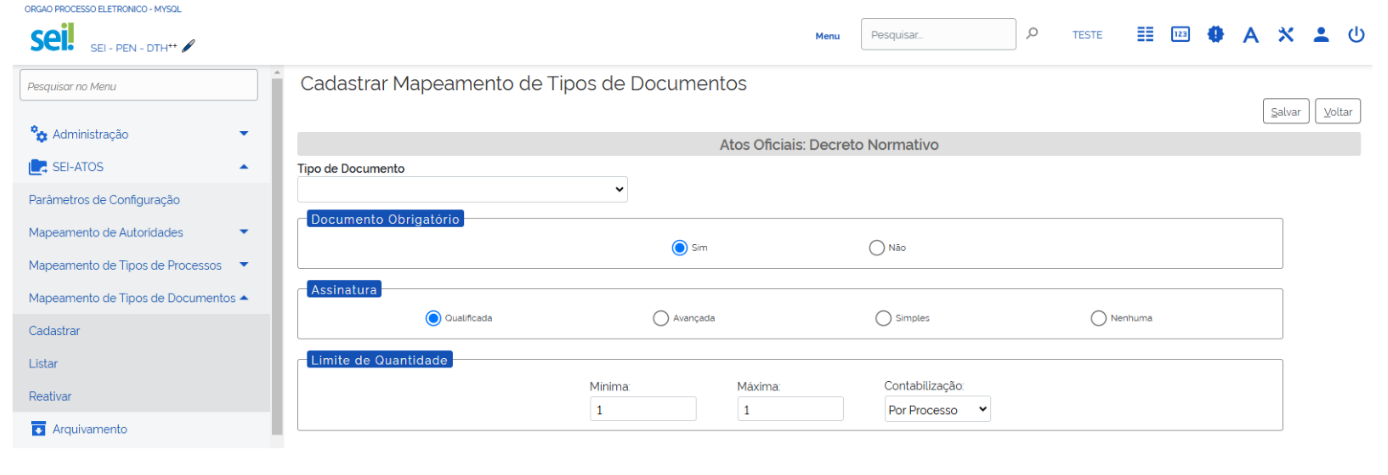 ORGAO PROCESSO ELETRONICO - MYSQL
sei! SEI - PEN - DTH++
Menu
Pesquisar...
TESTE
123
A
Pesquisar no Menu
Administração
SEI-ATOS
Parâmetros de Configuração
Mapeamento de Autoridades
Mapeamento de Tipos de Processos
Mapeamento de Tipos de Documentos
Cadastrar
Listar
Reativar
Arquivamento
Cadastrar Mapeamento de Tipos de Documentos
Salvar Voltar
Atos Oficiais: Decreto Normativo
Tipo de Documento
Documento Obrigatório
Sim Não
Assinatura
Qualificada Avançada Simples Nenhuma
Limite de Quantidade
Mínima: Máxima: Contabilização:
1 1 Por Processo